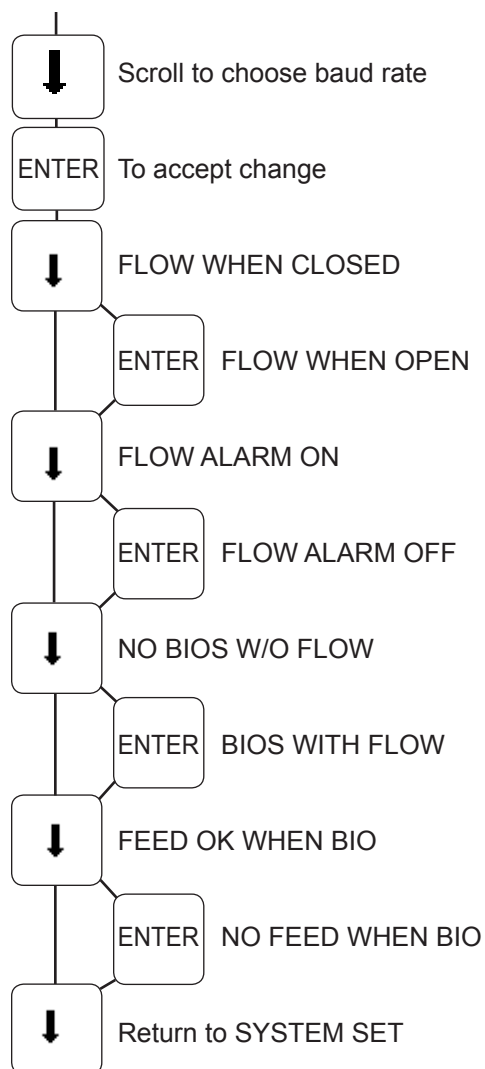 Scroll to choose baud rate
ENTER To accept change
FLOW WHEN CLOSED
ENTER FLOW WHEN OPEN
FLOW ALARM ON
ENTER FLOW ALARM OFF
NO BIOS W/O FLOW
ENTER BIOS WITH FLOW
FEED OK WHEN BIO
ENTER NO FEED WHEN BIO
Return to SYSTEM SET